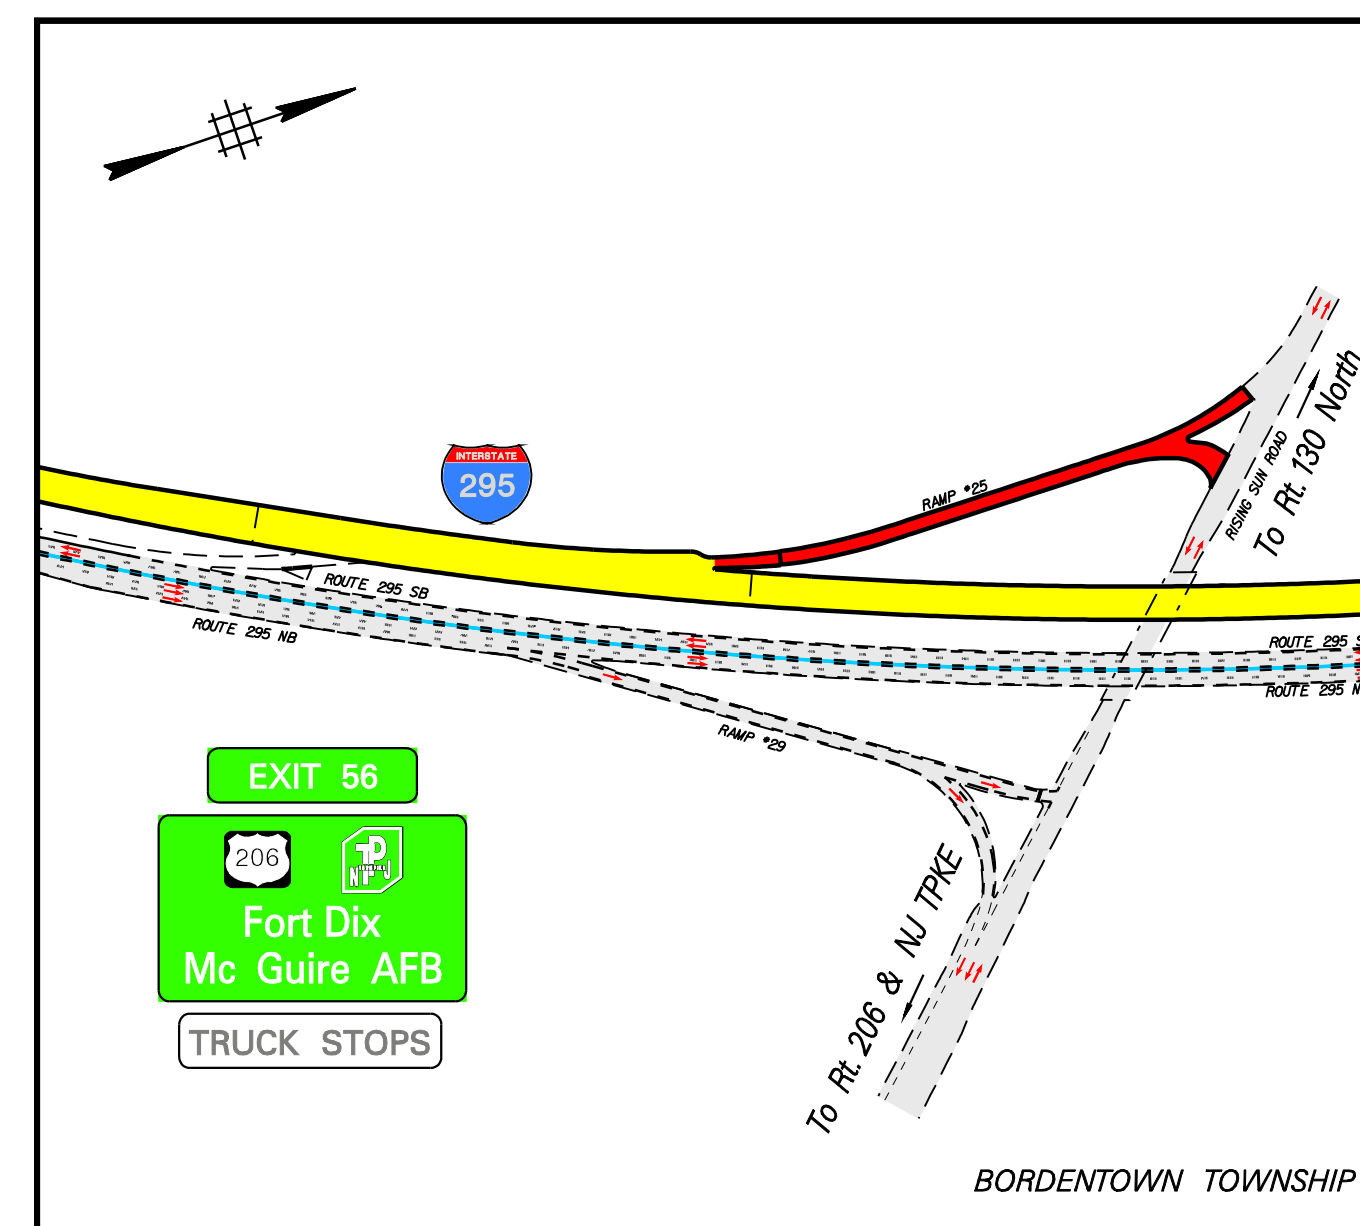 To Rt. 130 North
RISING SUN ROAD
INTERSTATE
295
RAMP #25
ROUTE 295 SB
ROUTE 295 NB
ROUTE 295 S
ROUTE 295 N
RAMP #29
EXIT 56
206
Fort Dix
Mc Guire AFB
TRUCK STOPS
To Rt. 206 & NJ TPKE
BORDENTOWN TOWNSHIP